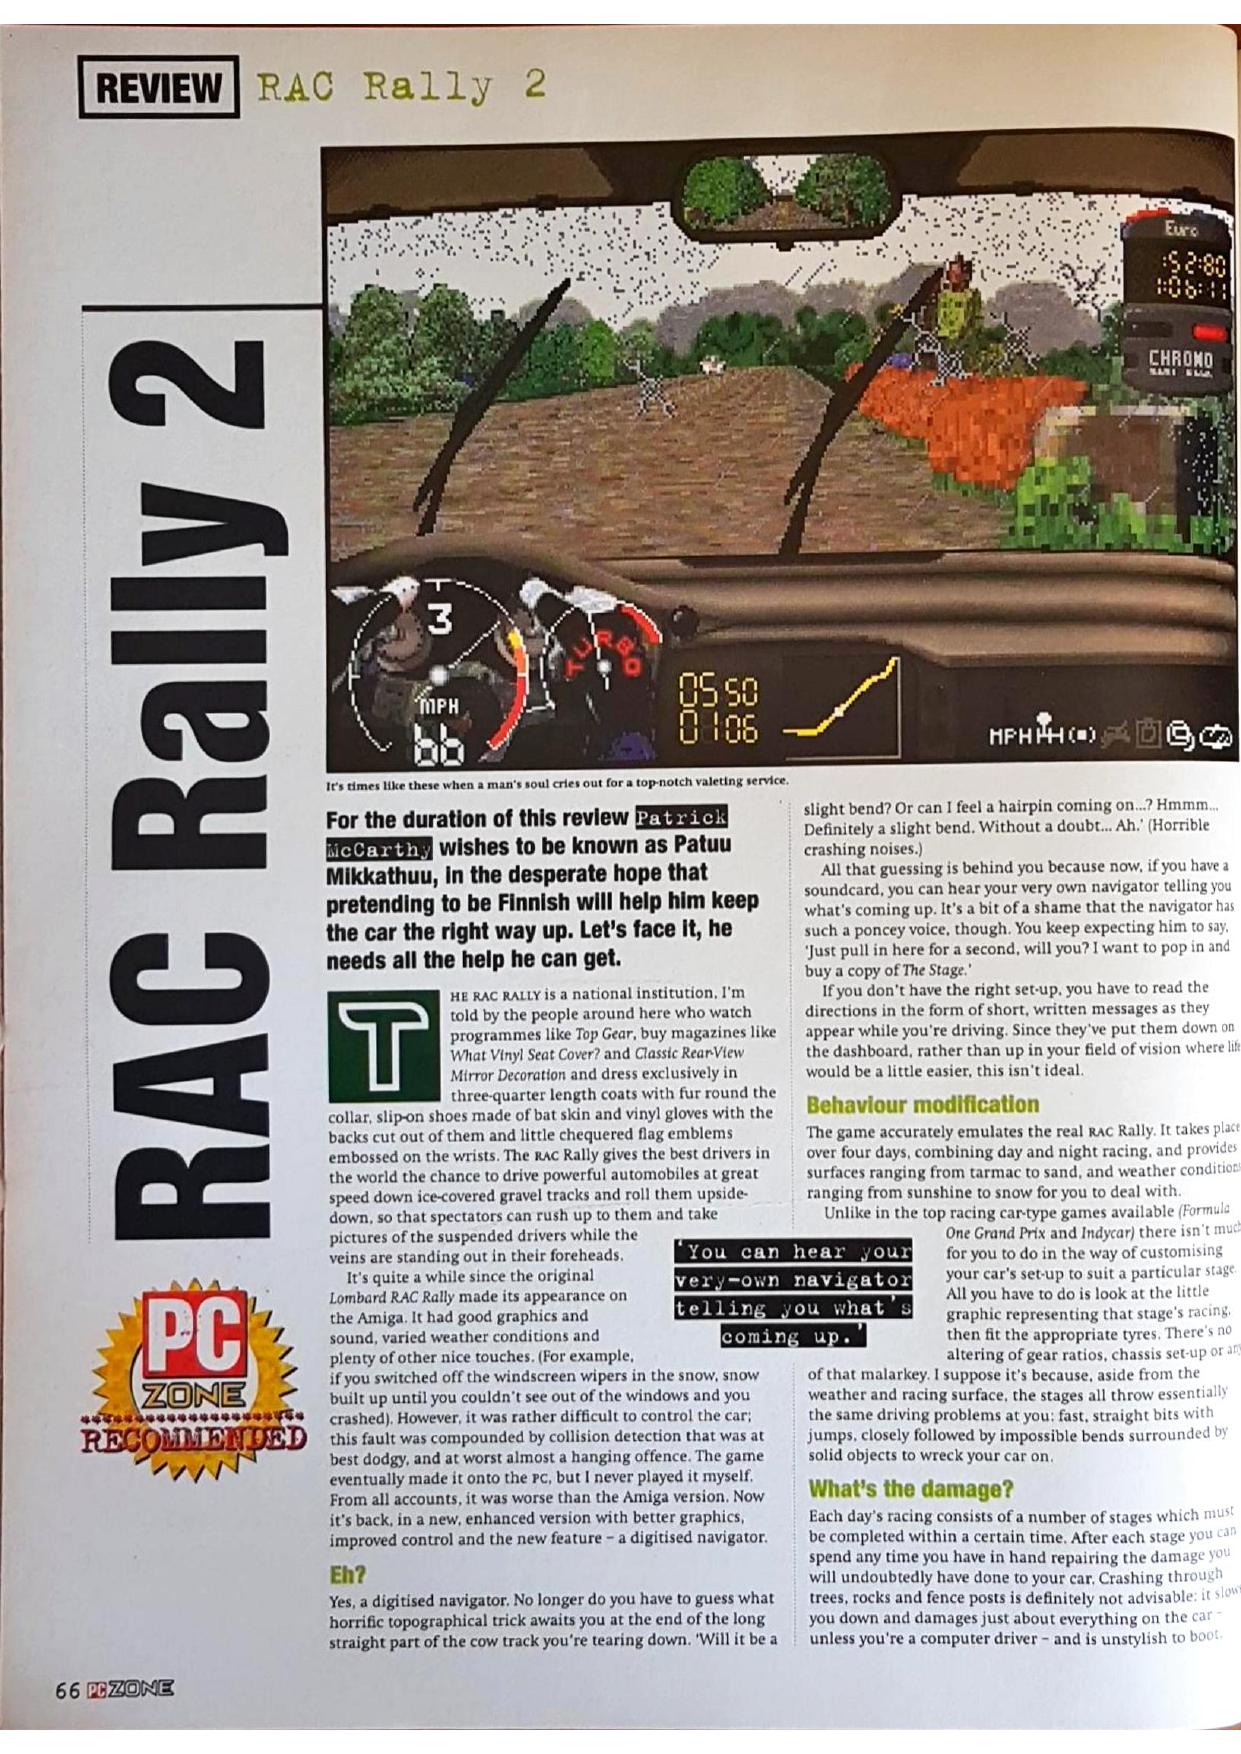 REVIEW RAC Rally 2
RAC Rally 2
Euro
:52:80
1:06:11
CHRONO
3
MPH
66
TURBO
05 50
01:06
MPH
It's times like these when a man's soul cries out for a top-notch valeting service.
For the duration of this review Patrick
McCarthy wishes to be known as Patuu
Mikkathuu, in the desperate hope that
pretending to be Finnish will help him keep
the car the right way up. Let's face it, he
needs all the help he can get.
THE RAC RALLY is a national institution, I'm
told by the people around here who watch
programmes like Top Gear, buy magazines like
What Vinyl Seat Cover? and Classic Rear-View
Mirror Decoration and dress exclusively in
three-quarter length coats with fur round the
collar, slip-on shoes made of bat skin and vinyl gloves with the
backs cut out of them and little chequered flag emblems
embossed on the wrists. The RAC Rally gives the best drivers in
the world the chance to drive powerful automobiles at great
speed down ice-covered gravel tracks and roll them upside-
down, so that spectators can rush up to them and take
pictures of the suspended drivers while the
veins are standing out in their foreheads.
It's quite a while since the original
Lombard RAC Rally made its appearance on
the Amiga. It had good graphics and
sound, varied weather conditions and
plenty of other nice touches. (For example,
if you switched off the windscreen wipers in the snow, snow
built up until you couldn't see out of the windows and you
crashed). However, it was rather difficult to control the car;
this fault was compounded by collision detection that was at
best dodgy, and at worst almost a hanging offence. The game
eventually made it onto the PC, but I never played it myself.
From all accounts, it was worse than the Amiga version. Now
it's back, in a new, enhanced version with better graphics,
improved control and the new feature – a digitised navigator.
Eh?
Yes, a digitised navigator. No longer do you have to guess what
horrific topographical trick awaits you at the end of the long
straight part of the cow track you're tearing down. 'Will it be a
slight bend? Or can I feel a hairpin coming on...? Hmmm...
Definitely a slight bend. Without a doubt... Ah.' (Horrible
crashing noises.)
All that guessing is behind you because now, if you have a
soundcard, you can hear your very own navigator telling you
what's coming up. It's a bit of a shame that the navigator has
such a poncey voice, though. You keep expecting him to say,
'Just pull in here for a second, will you? I want to pop in and
buy a copy of The Stage.'
If you don't have the right set-up, you have to read the
directions in the form of short, written messages as they
appear while you're driving. Since they've put them down on
the dashboard, rather than up in your field of vision where life
would be a little easier, this isn't ideal.
Behaviour modification
The game accurately emulates the real RAC Rally. It takes place
over four days, combining day and night racing, and provides
surfaces ranging from tarmac to sand, and weather conditions
ranging from sunshine to snow for you to deal with.
Unlike in the top racing car-type games available (Formula
One Grand Prix and Indycar) there isn't much
for you to do in the way of customising
your car's set-up to suit a particular stage.
All you have to do is look at the little
graphic representing that stage's racing,
then fit the appropriate tyres. There's no
altering of gear ratios, chassis set-up or any
of that malarkey. I suppose it's because, aside from the
weather and racing surface, the stages all throw essentially
the same driving problems at you: fast, straight bits with
jumps, closely followed by impossible bends surrounded by
solid objects to wreck your car on.
'You can hear your
very-own navigator
telling you what's
coming up.'
What's the damage?
Each day's racing consists of a number of stages which must
be completed within a certain time. After each stage you can
spend any time you have in hand repairing the damage you
will undoubtedly have done to your car. Crashing through
trees, rocks and fence posts is definitely not advisable: it slows
you down and damages just about everything on the car –
unless you're a computer driver – and is unstylish to boot.
PC
ZONE
RECOMMENDED
66 PC ZONE